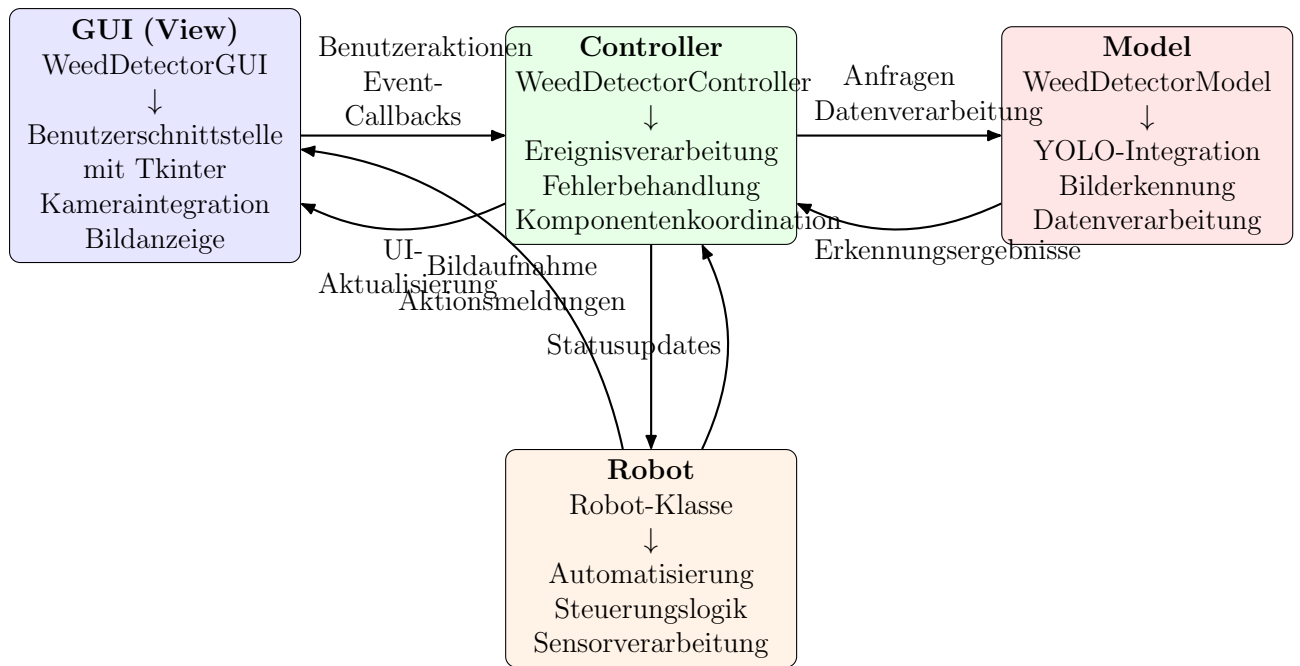 GUI (View)
WeedDetectorGUI
↓
Benutzerschnittstelle
mit Tkinter
Kameraintegration
Bildanzeige
Benutzeraktionen
Event-
Callbacks
Controller
WeedDetectorController
↓
Ereignisverarbeitung
Fehlerbehandlung
Komponentenkoordination
Anfragen
Datenverarbeitung
Model
WeedDetectorModel
↓
YOLO-Integration
Bilderkennung
Datenverarbeitung
UI-
Aktualisierung
Bildaufnahme
Aktionsmeldungen
Erkennungsergebnisse
Statusupdates
Robot
Robot-Klasse
↓
Automatisierung
Steuerungslogik
Sensorverarbeitung